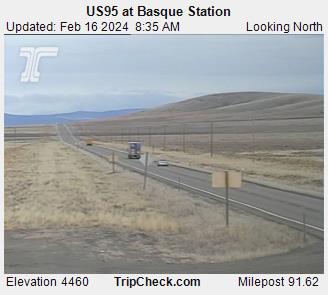 US95 at Basque Station
Updated: Feb 16 2024 8:35 AM Looking North
Elevation 4460 TripCheck.com Milepost 91.62